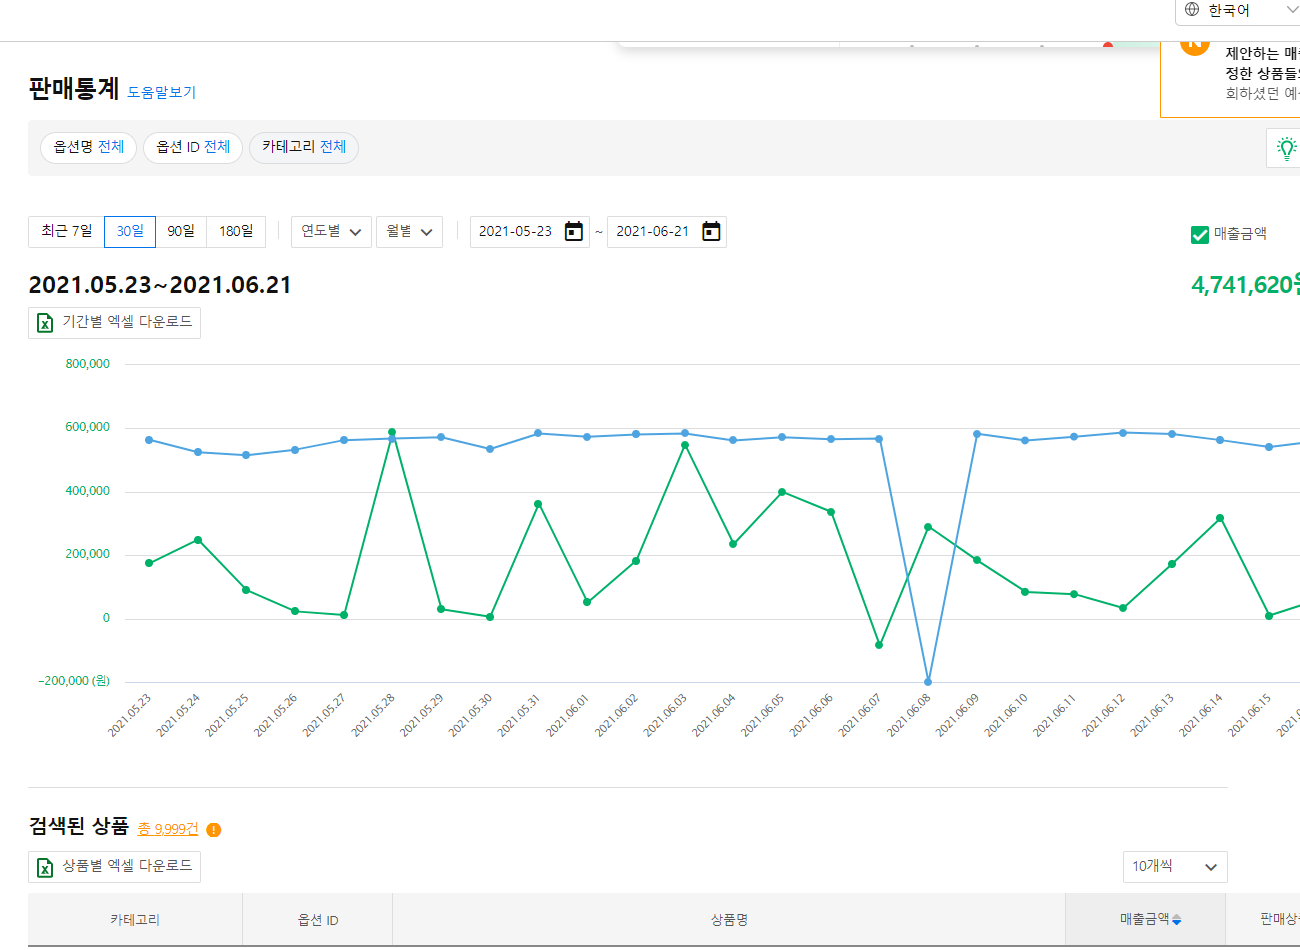 한국어
제안하는 매
정한 상품들
회하셨던 예
판매통계 도움말보기
옵션명 전체 옵션 ID 전체 카테고리 전체
최근 7일 30일 90일 180일 연도별 월별 2021-05-23 ~ 2021-06-21
매출금액
2021.05.23~2021.06.21
4,741,620원
기간별 엑셀 다운로드
800,000
600,000
400,000
200,000
0
-200,000 (원)
2021.05.23 2021.05.24 2021.05.25 2021.05.26 2021.05.27 2021.05.28 2021.05.29 2021.05.30 2021.05.31 2021.06.01 2021.06.02 2021.06.03 2021.06.04 2021.06.05 2021.06.06 2021.06.07 2021.06.08 2021.06.09 2021.06.10 2021.06.11 2021.06.12 2021.06.13 2021.06.14 2021.06.15 2021.0
검색된 상품 총 9,999건
상품별 엑셀 다운로드
10개씩
카테고리 옵션 ID 상품명 매출금액 판매상